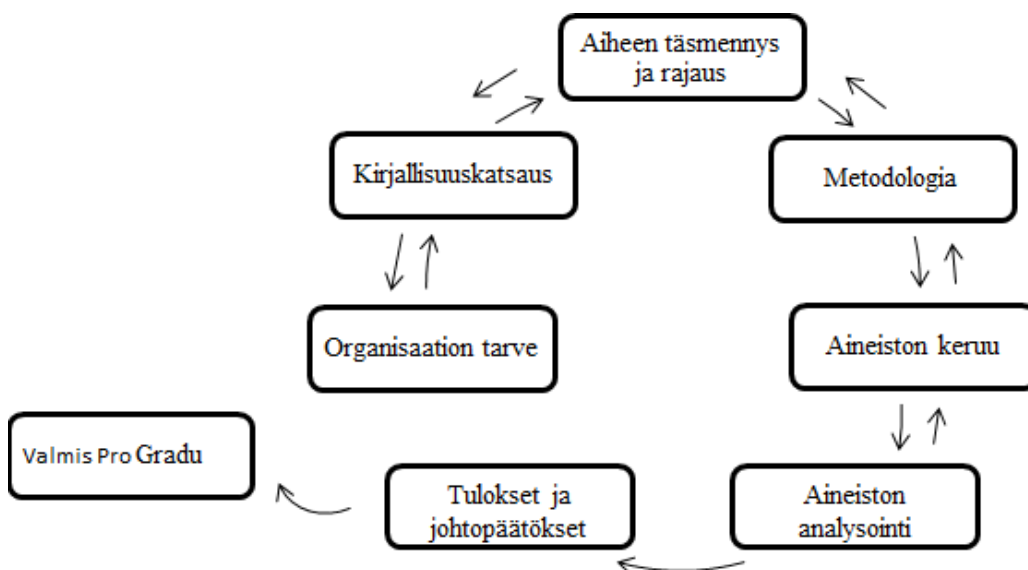 Aiheen täsmennys
ja rajaus
Kirjallisuuskatsaus
Metodologia
Organisaation tarve
Aineiston keruu
Valmis Pro Gradu
Tulokset ja
johtopäätökset
Aineiston
analysointi